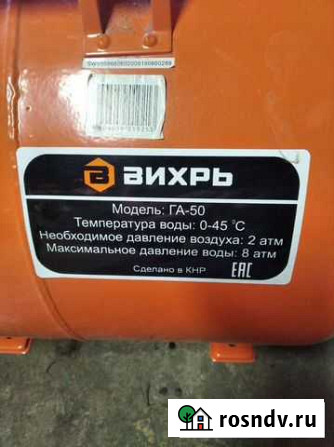 ВИХРЬ
Модель: ГА-50
Температура воды: 0-45 °C
Необходимое давление воздуха: 2 атм
Максимальное давление воды: 8 атм
Сделано в КНР
EAC
rosndv.ru